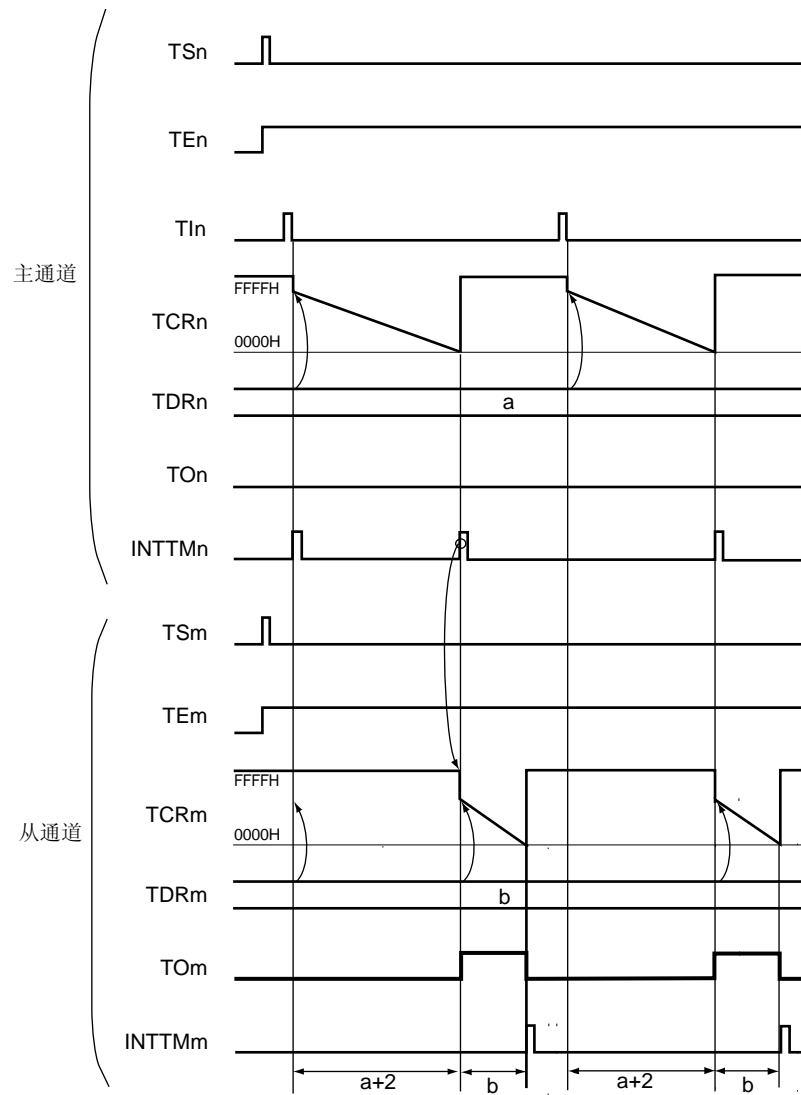 TSn
TEn
TIn
主通道
FFFFH
TCRn
0000H
TDRn
a
TOn
INTTMn
TSm
TEm
FFFFH
TCRm
从通道
0000H
TDRm
b
TOm
INTTMm
a+2
b
a+2
b